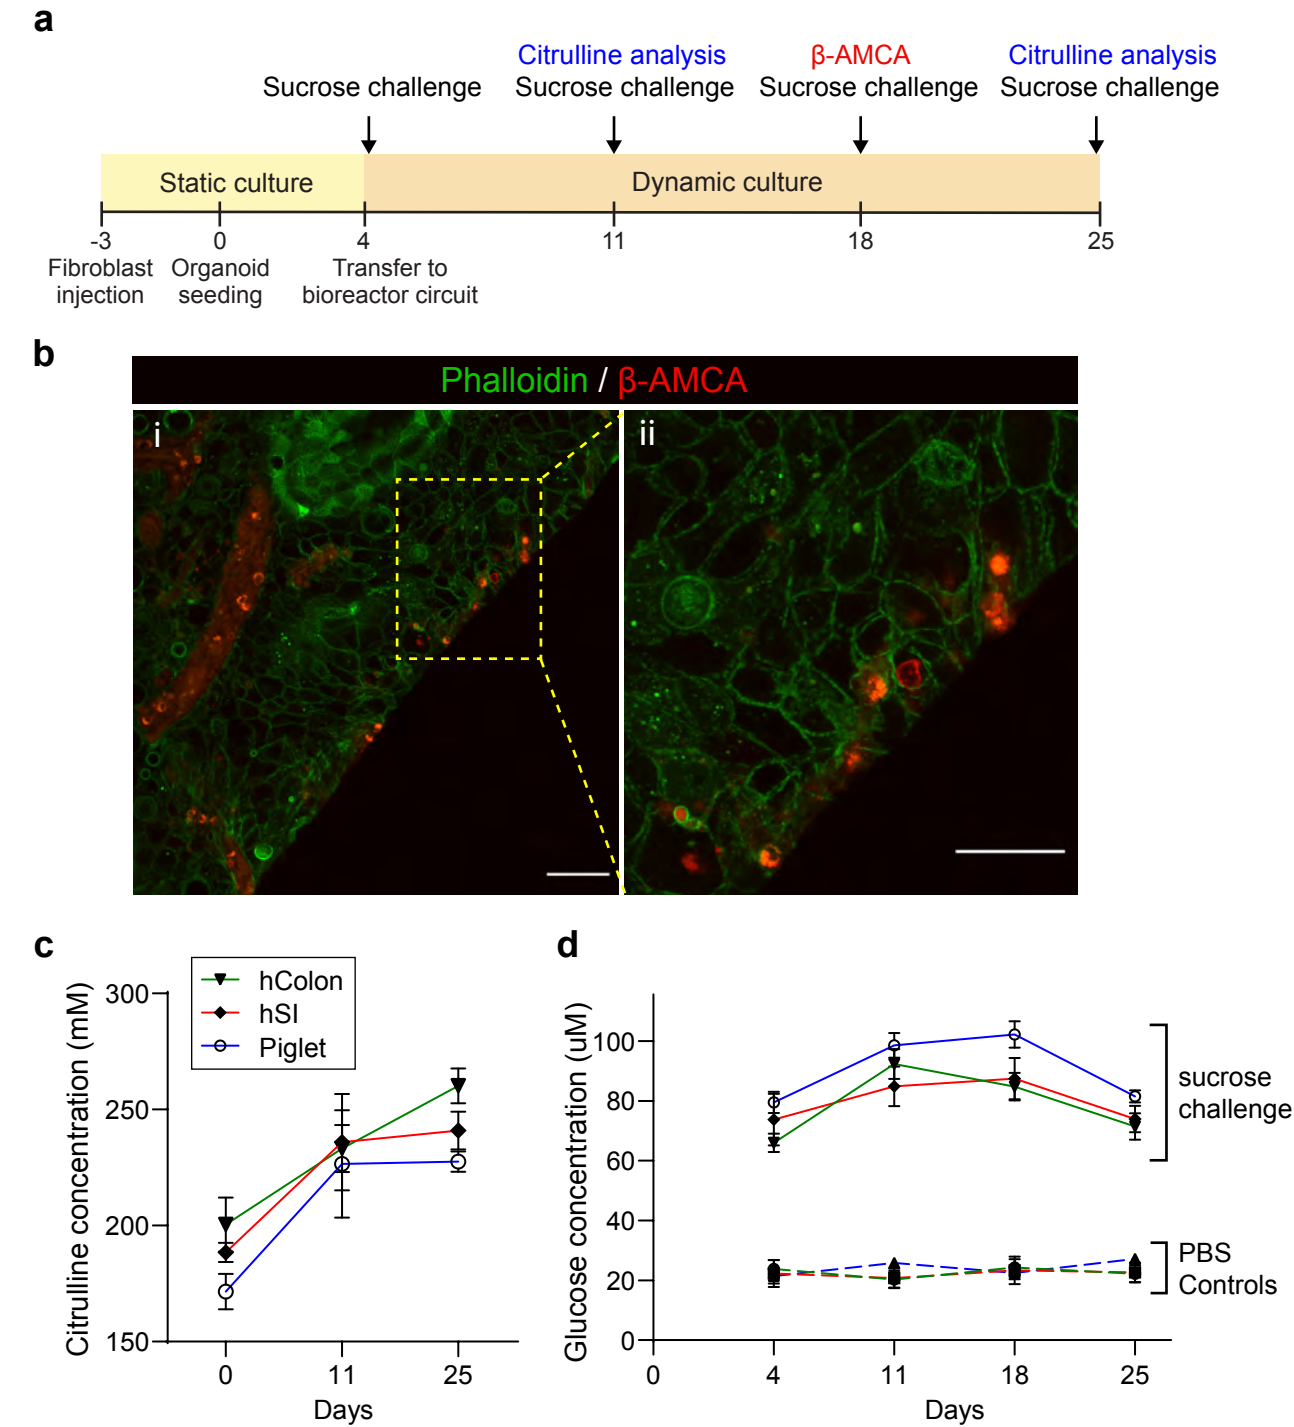 a
Citrulline analysis
β-AMCA
Citrulline analysis
Sucrose challenge
Sucrose challenge
Sucrose challenge
Sucrose challenge
Static culture
Dynamic culture
-3
0
4
11
18
25
Fibroblast
injection
Organoid
seeding
Transfer to
bioreactor circuit
b
Phalloidin / β-AMCA
i
ii
c
Citrulline concentration (mM)
300
250
200
150
hColon
hSI
Piglet
0
11
25
Days
d
Glucose concentration (uM)
100
80
60
40
20
0
sucrose
challenge
PBS
Controls
0
4
11
18
25
Days